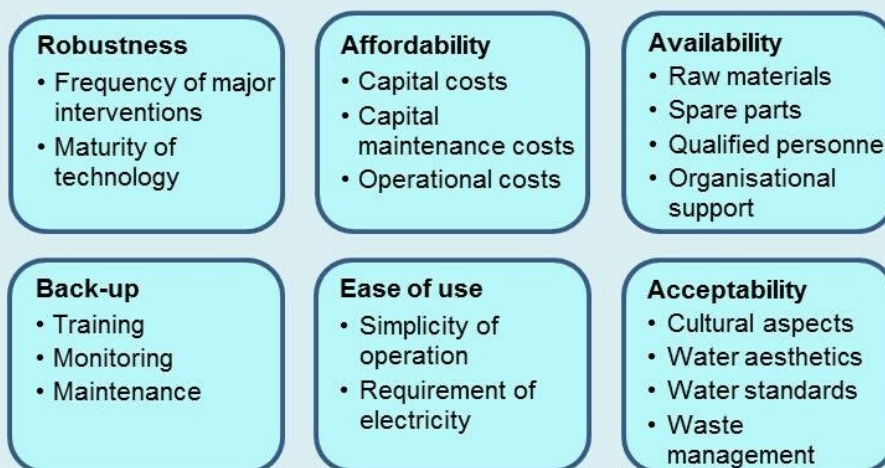 Robustness
• Frequency of major
interventions
• Maturity of
technology
Affordability
• Capital costs
• Capital
maintenance costs
• Operational costs
Availability
• Raw materials
• Spare parts
• Qualified personne
• Organisational
support
Back-up
• Training
• Monitoring
• Maintenance
Ease of use
• Simplicity of
operation
• Requirement of
electricity
Acceptability
• Cultural aspects
• Water aesthetics
• Water standards
• Waste
management